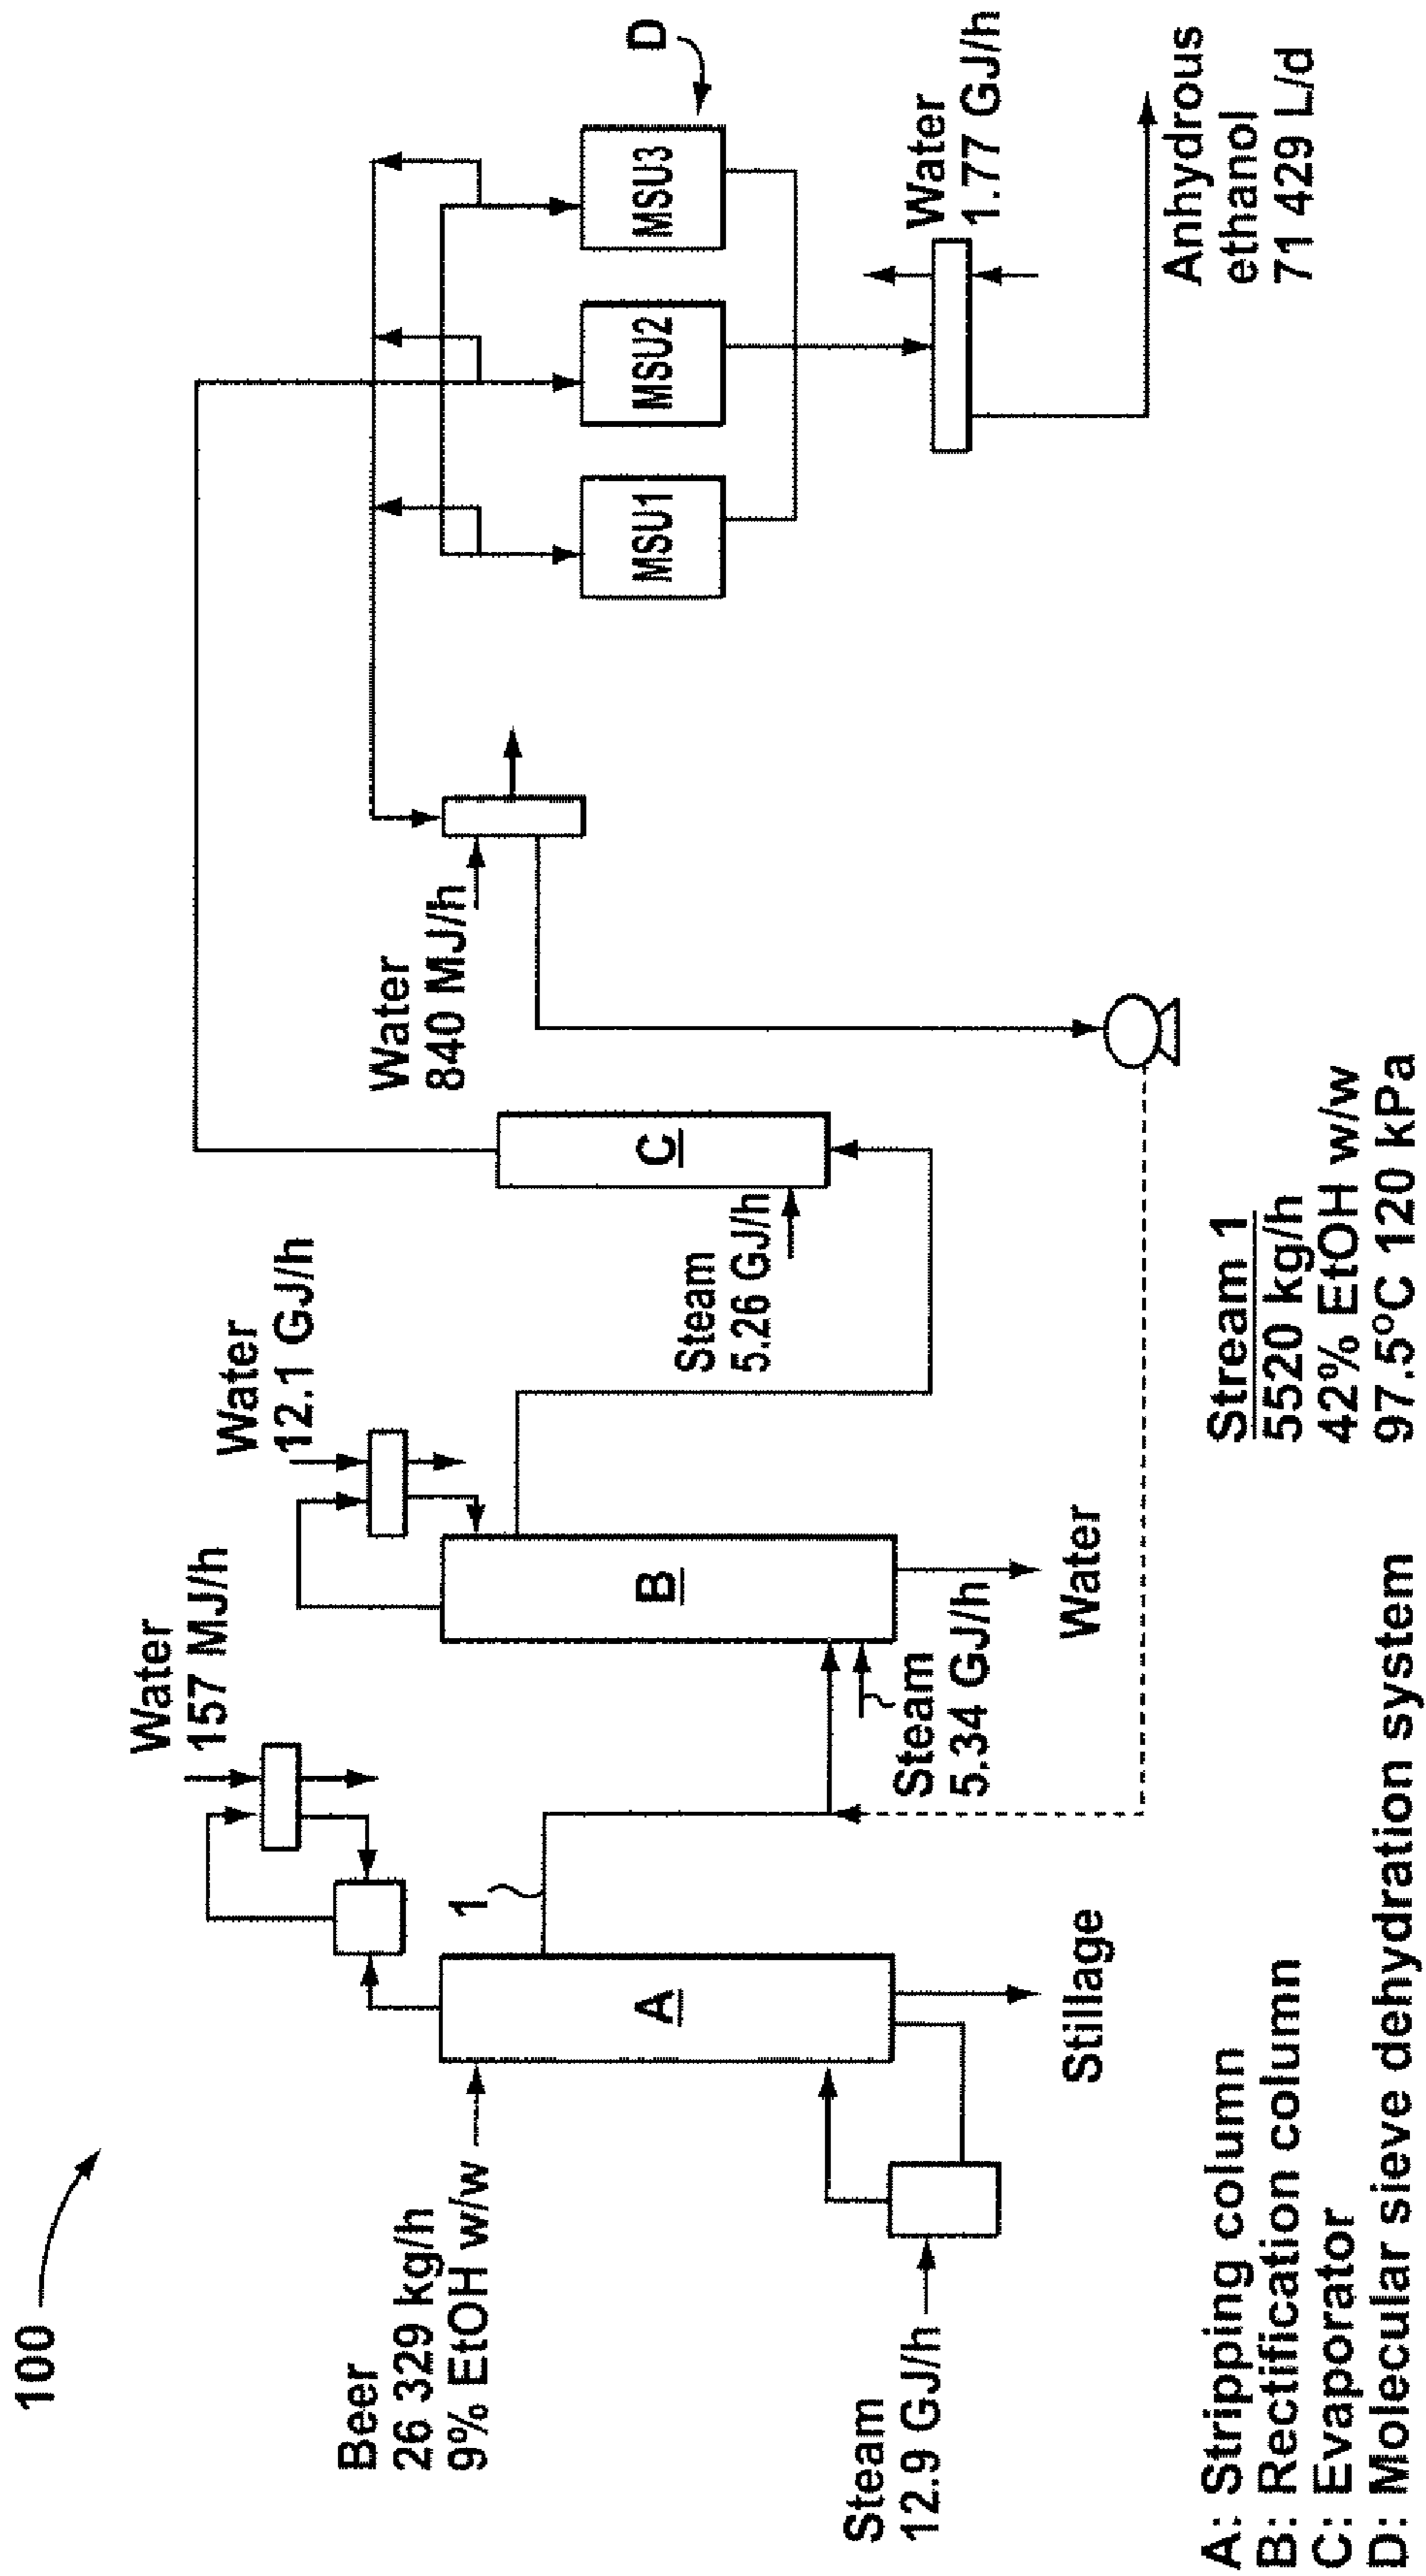 100
Water
157 MJ/h
Water
12.1 GJ/h
Beer
26 329 kg/h
9% EtOH w/w
A
1
B
Steam
5.26 GJ/h
C
Water
840 MJ/h
MSU1
MSU2
MSU3
D
Steam
12.9 GJ/h
Stillage
Steam
5.34 GJ/h
Water
Water
1.77 GJ/h
Anhydrous
ethanol
71 429 L/d
A: Stripping column
B: Rectification column
C: Evaporator
D: Molecular sieve dehydration system
Stream 1
5520 kg/h
42% EtOH w/w
97.5°C 120 kPa